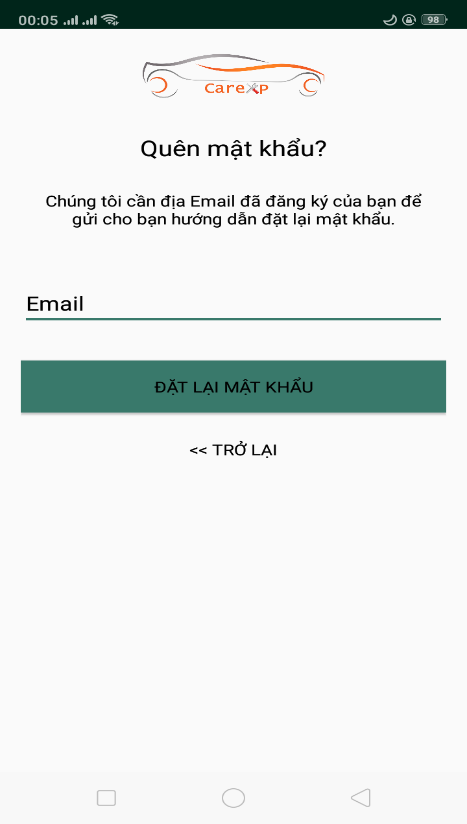 00:05
98
CareXP
Quên mật khẩu?
Chúng tôi cần địa Email đã đăng ký của bạn để
gửi cho bạn hướng dẫn đặt lại mật khẩu.
Email
ĐẶT LẠI MẬT KHẨU
<< TRỞ LẠI